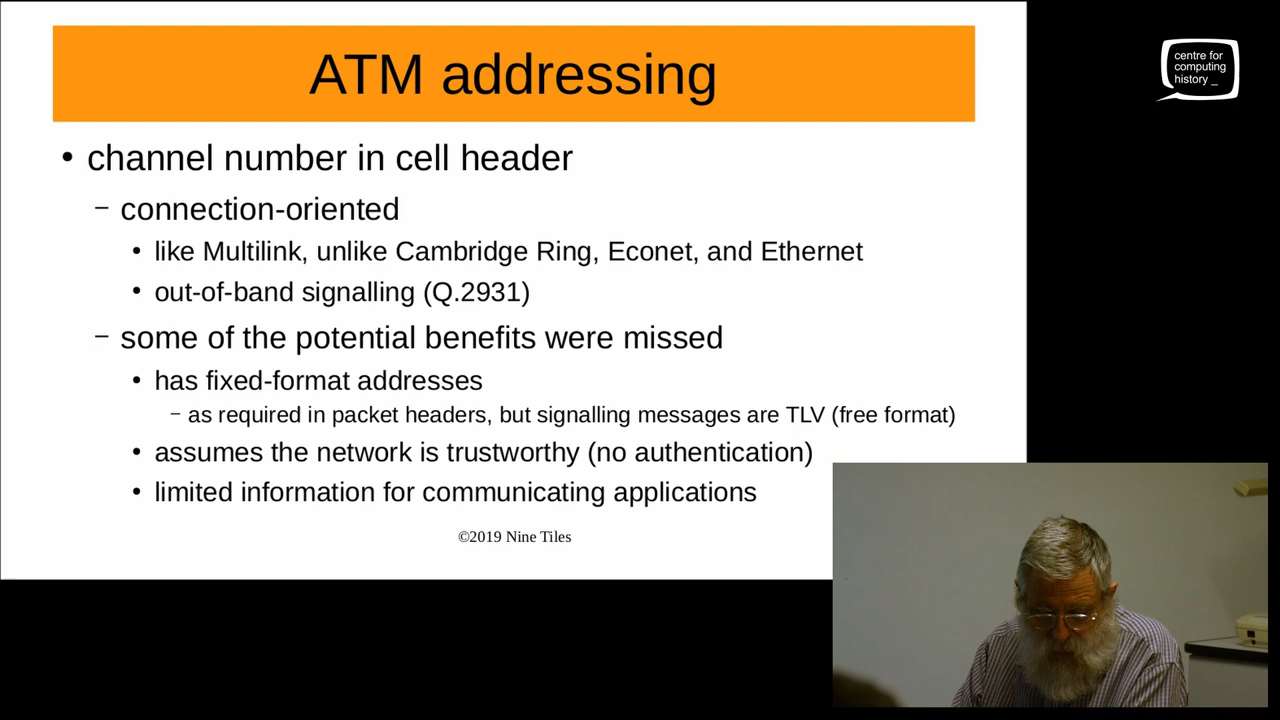 ATM addressing
• channel number in cell header
– connection-oriented
• like Multilink, unlike Cambridge Ring, Econet, and Ethernet
• out-of-band signalling (Q.2931)
– some of the potential benefits were missed
• has fixed-format addresses
– as required in packet headers, but signalling messages are TLV (free format)
• assumes the network is trustworthy (no authentication)
• limited information for communicating applications
©2019 Nine Tiles
centre for
computing
history _